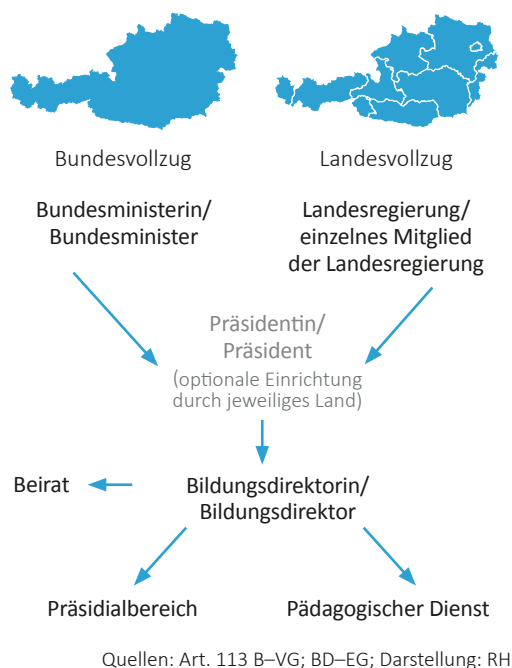 Bundesvollzug
Landesvollzug
Bundesministerin/
Bundesminister
Landesregierung/
einzelnes Mitglied
der Landesregierung
Präsidentin/
Präsident
(optionale Einrichtung
durch jeweiliges Land)
Beirat
Bildungsdirektorin/
Bildungsdirektor
Präsidialbereich
Pädagogischer Dienst
Quellen: Art. 113 B–VG; BD–EG; Darstellung: RH